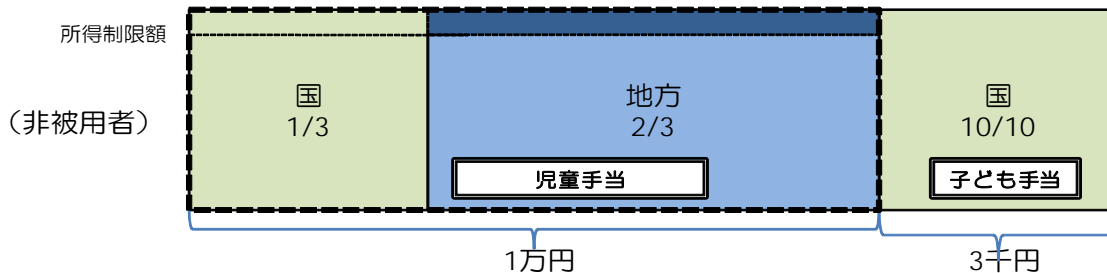 所得制限額
（非被用者）
国
1/3
地方
2/3
国
10/10
児童手当
子ども手当
1万円
3千円